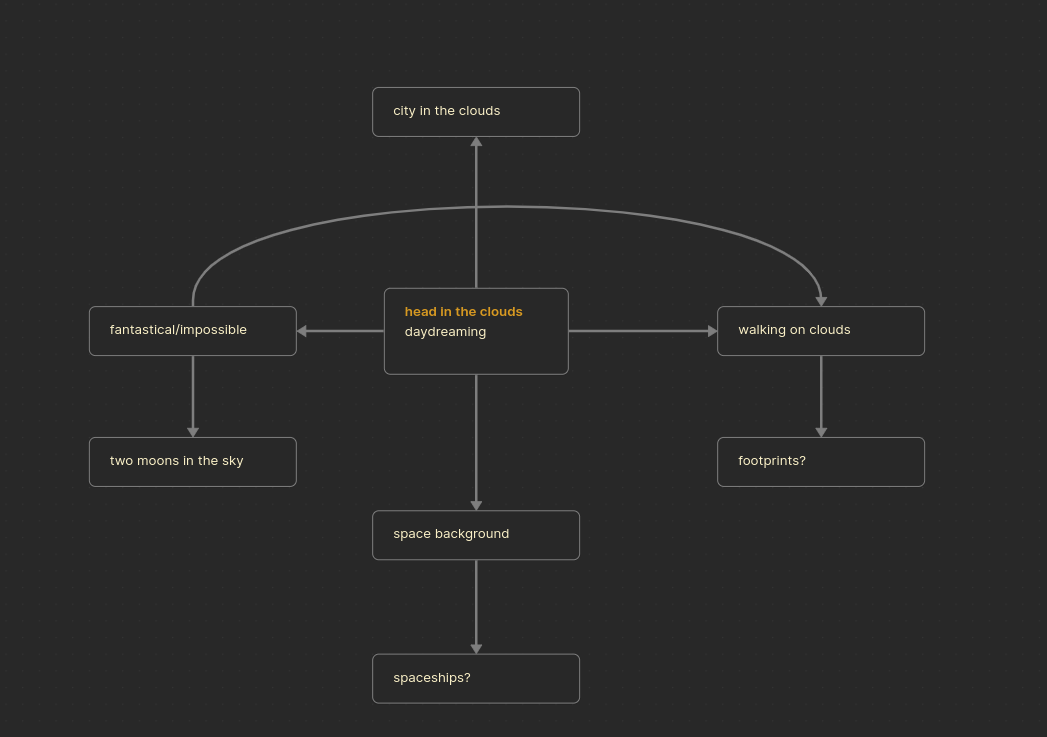 city in the clouds
head in the clouds
daydreaming
fantastical/impossible
walking on clouds
two moons in the sky
footprints?
space background
spaceships?